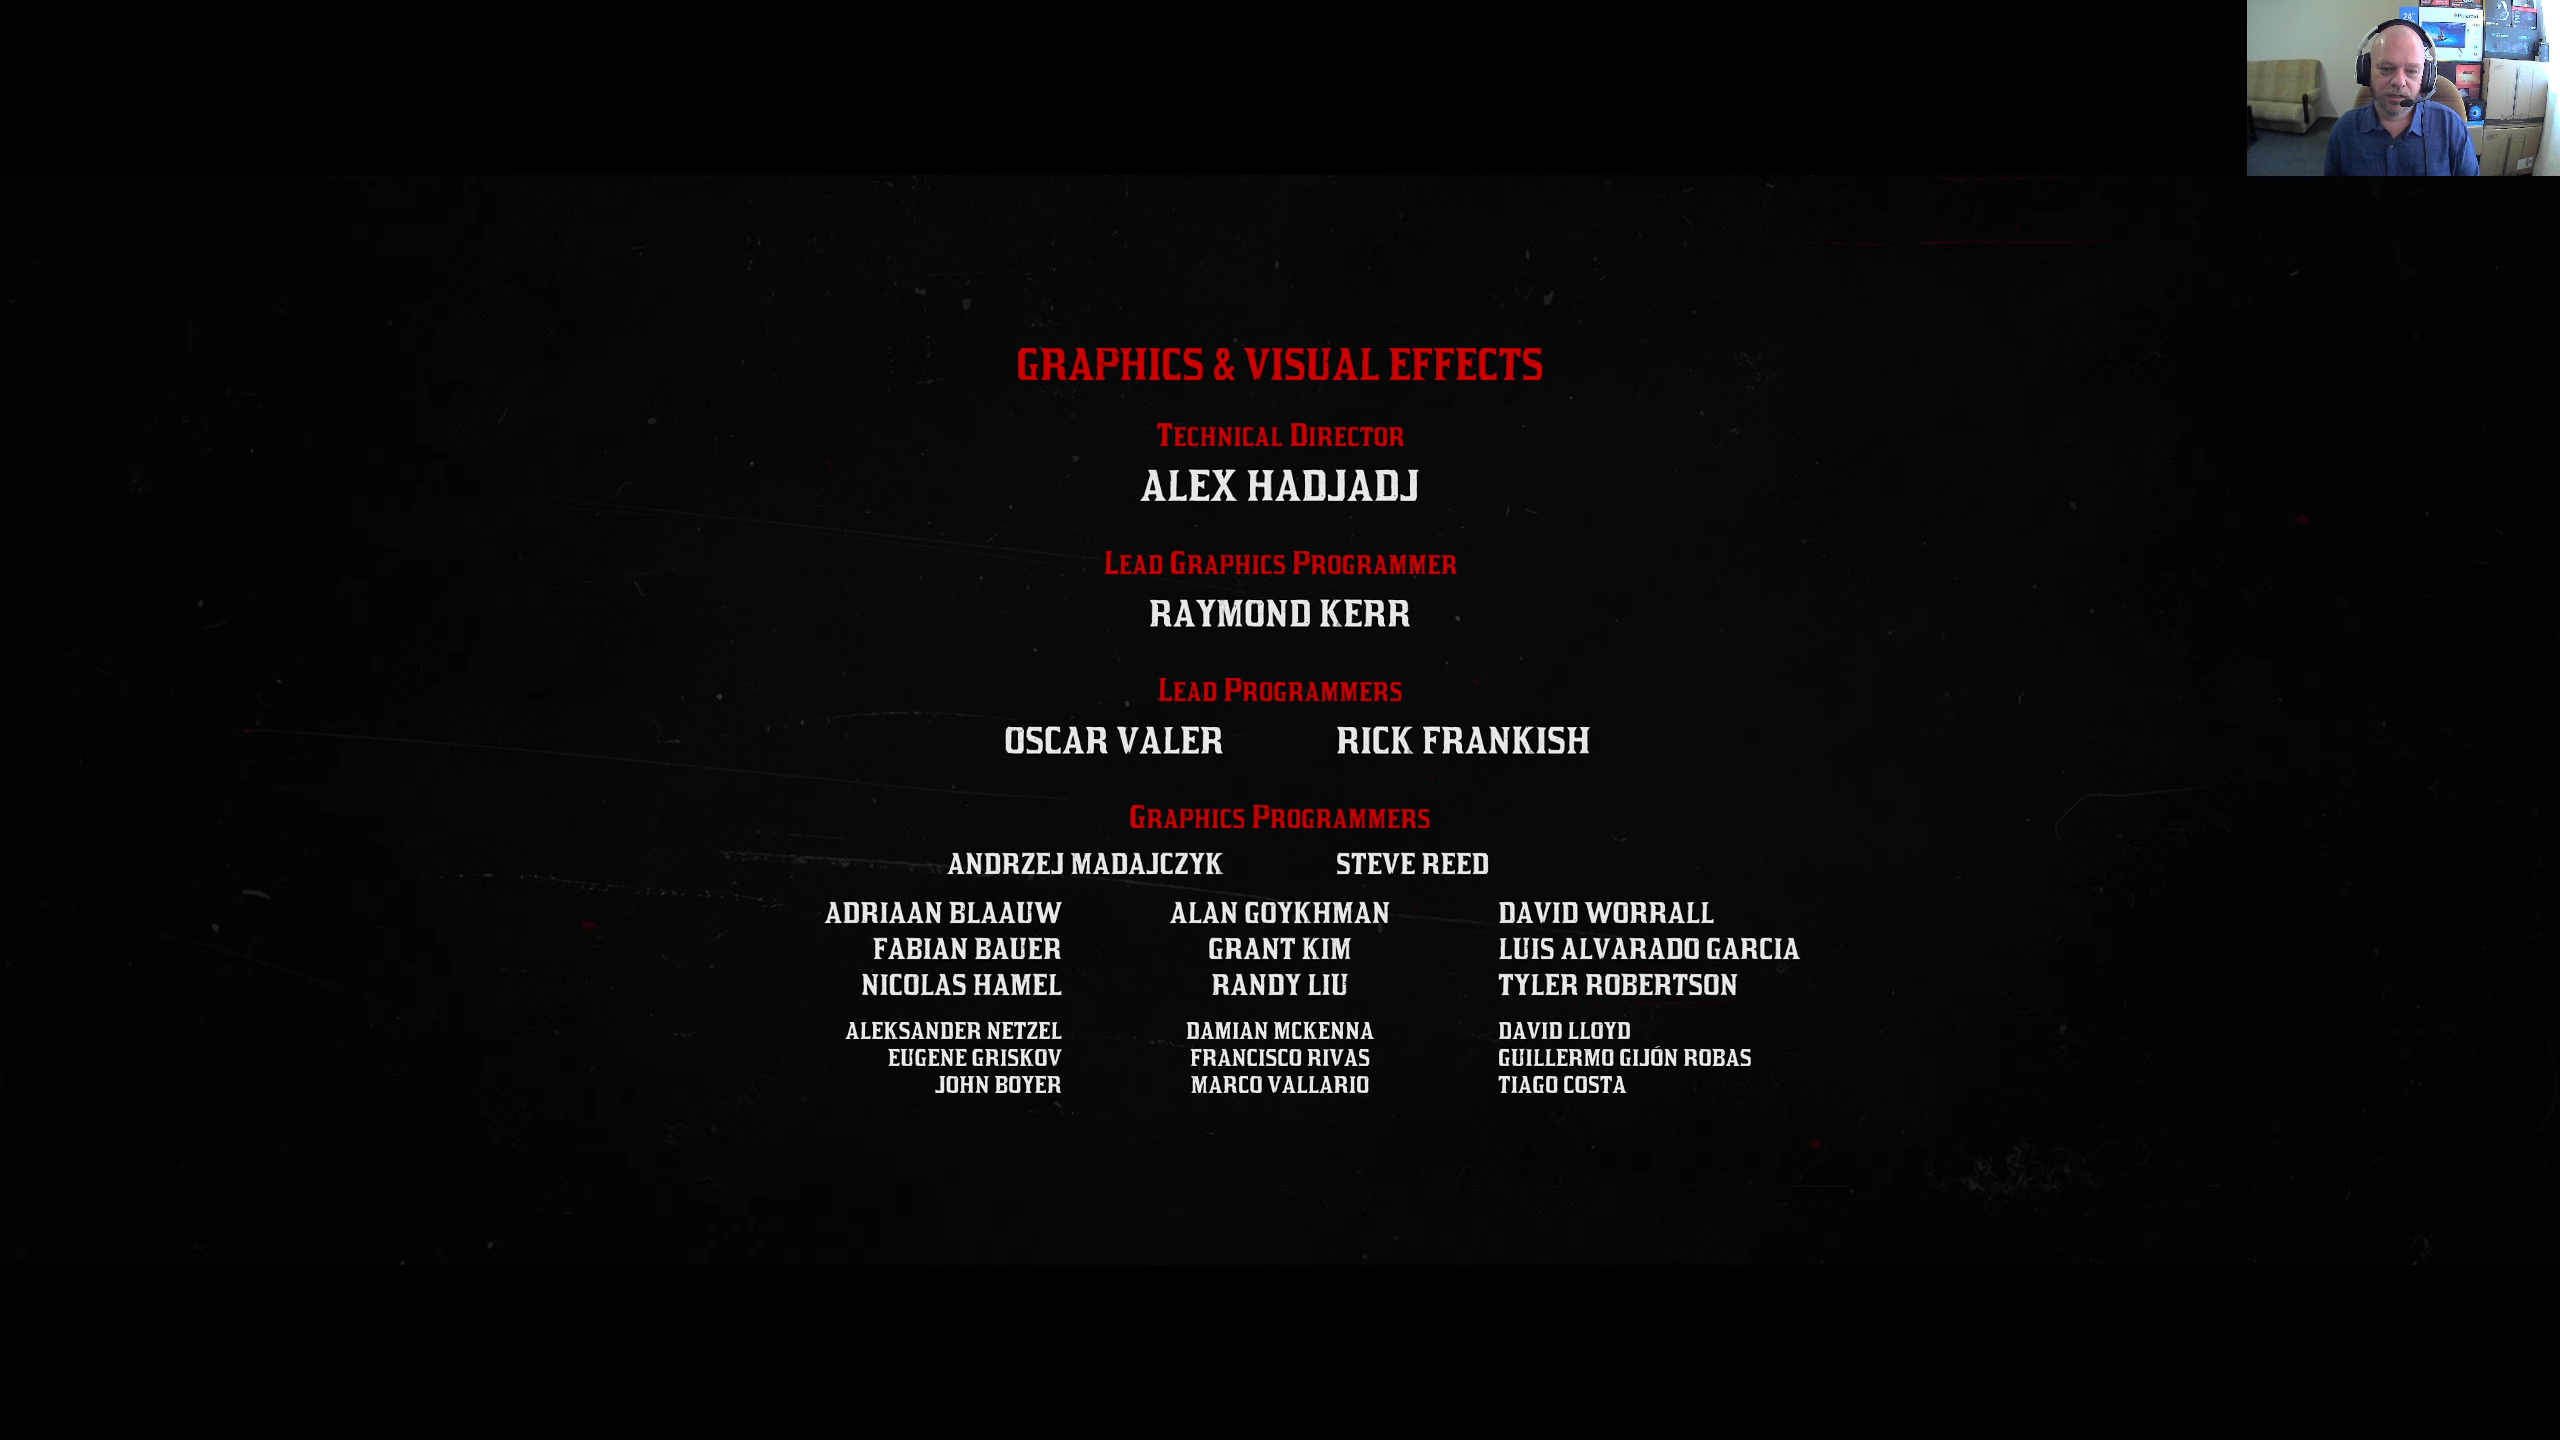 GRAPHICS & VISUAL EFFECTS
TECHNICAL DIRECTOR
ALEX HADJADJ
LEAD GRAPHICS PROGRAMMER
RAYMOND KERR
LEAD PROGRAMMERS
OSCAR VALER RICK FRANKISH
GRAPHICS PROGRAMMERS
ANDRZEJ MADAJCZYK STEVE REED
ADRIAAN BLAAUW ALAN GOYKHMAN DAVID WORRALL
FABIAN BAUER GRANT KIM LUIS ALVARADO GARCIA
NICOLAS HAMEL RANDY LIU TYLER ROBERTSON
ALEKSANDER NETZEL DAMIAN MCKENNA DAVID LLOYD
EUGENE GRISKOV FRANCISCO RIVAS GUILLERMO GIJÓN ROBAS
JOHN BOYER MARCO VALLARIO TIAGO COSTA
24"
Polaroid